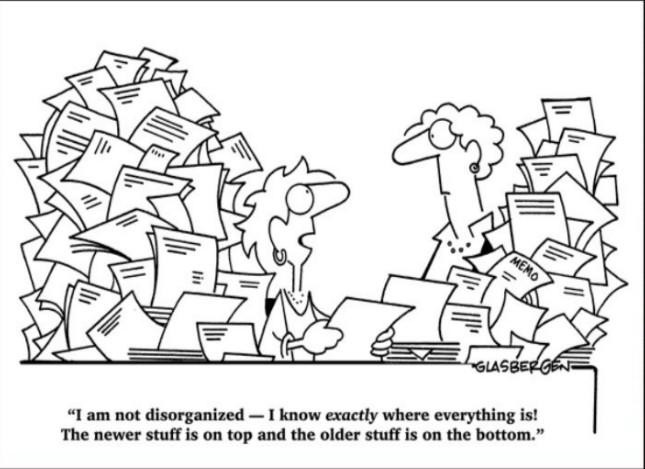 MEMO
GLASBERGEN
“I am not disorganized — I know exactly where everything is!
The newer stuff is on top and the older stuff is on the bottom.”